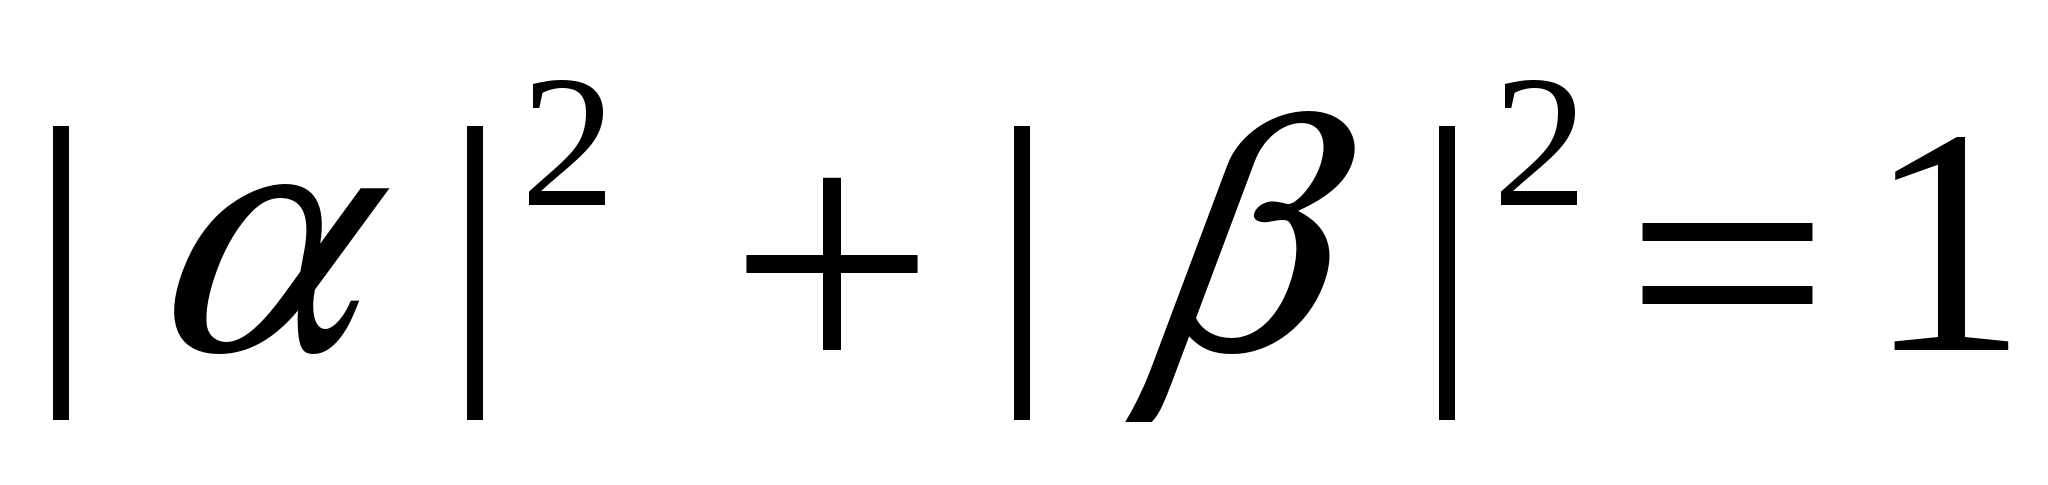 |α|² + |β|² = 1